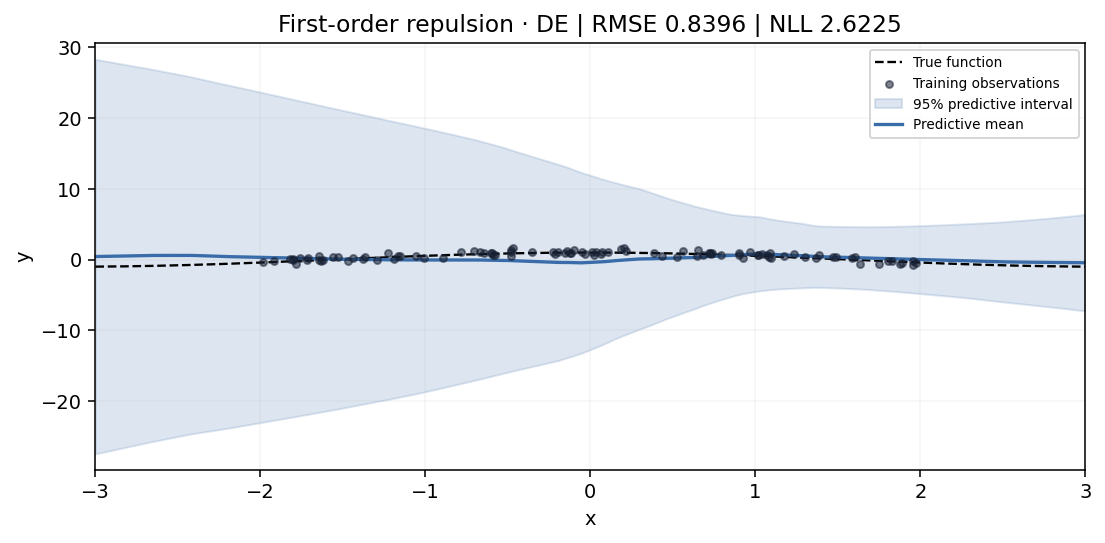 First-order repulsion · DE | RMSE 0.8396 | NLL 2.6225
30
20
10
0
−10
−20
y
−3
−2
−1
0
1
2
3
x
True function
Training observations
95% predictive interval
Predictive mean